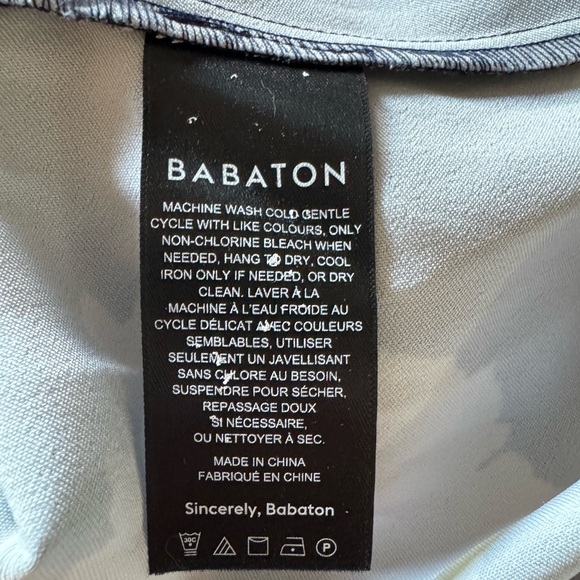 BABATON
MACHINE WASH COLD GENTLE
CYCLE WITH LIKE COLOURS, ONLY
NON-CHLORINE BLEACH WHEN
NEEDED, HANG TO DRY, COOL
IRON ONLY IF NEEDED, OR DRY
CLEAN. LAVER À LA
MACHINE À L'EAU FROIDE AU
CYCLE DÉLICAT AVEC COULEURS
SEMBLABLES, UTILISER
SEULEMENT UN JAVELLISANT
SANS CHLORE AU BESOIN,
SUSPENDRE POUR SÉCHER,
REPASSAGE DOUX
SI NÉCESSAIRE,
OU NETTOYER À SEC.
MADE IN CHINA
FABRIQUÉ EN CHINE
Sincerely, Babaton
30C P